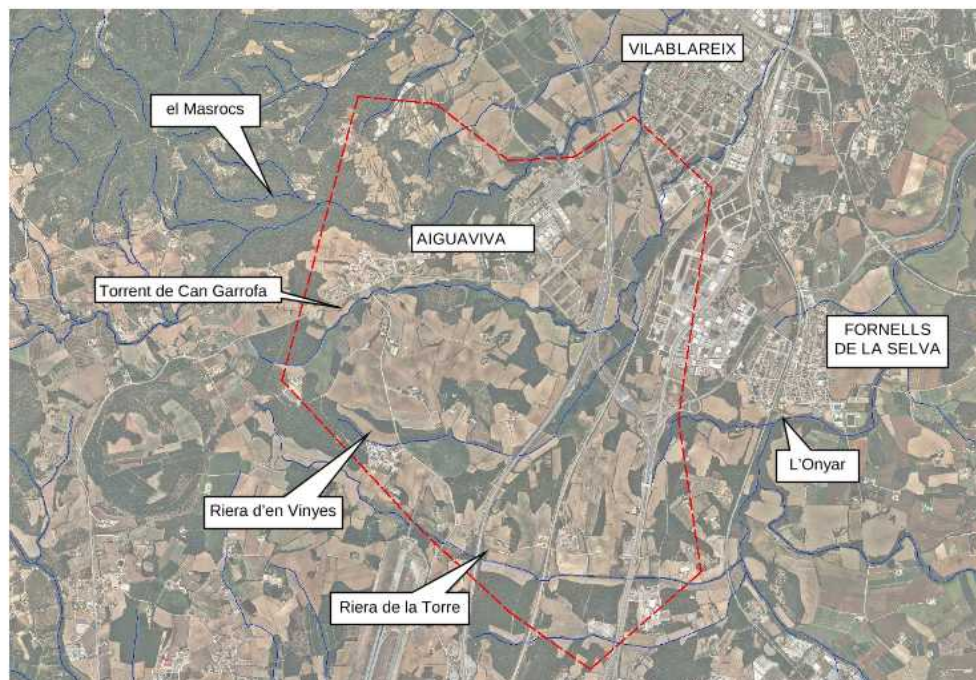 VILABLAREIX
el Masrocs
AIGUAVIVA
Torrent de Can Garrofa
FORNELLS
DE LA SELVA
L'Onyar
Riera d'en Vinyes
Riera de la Torre